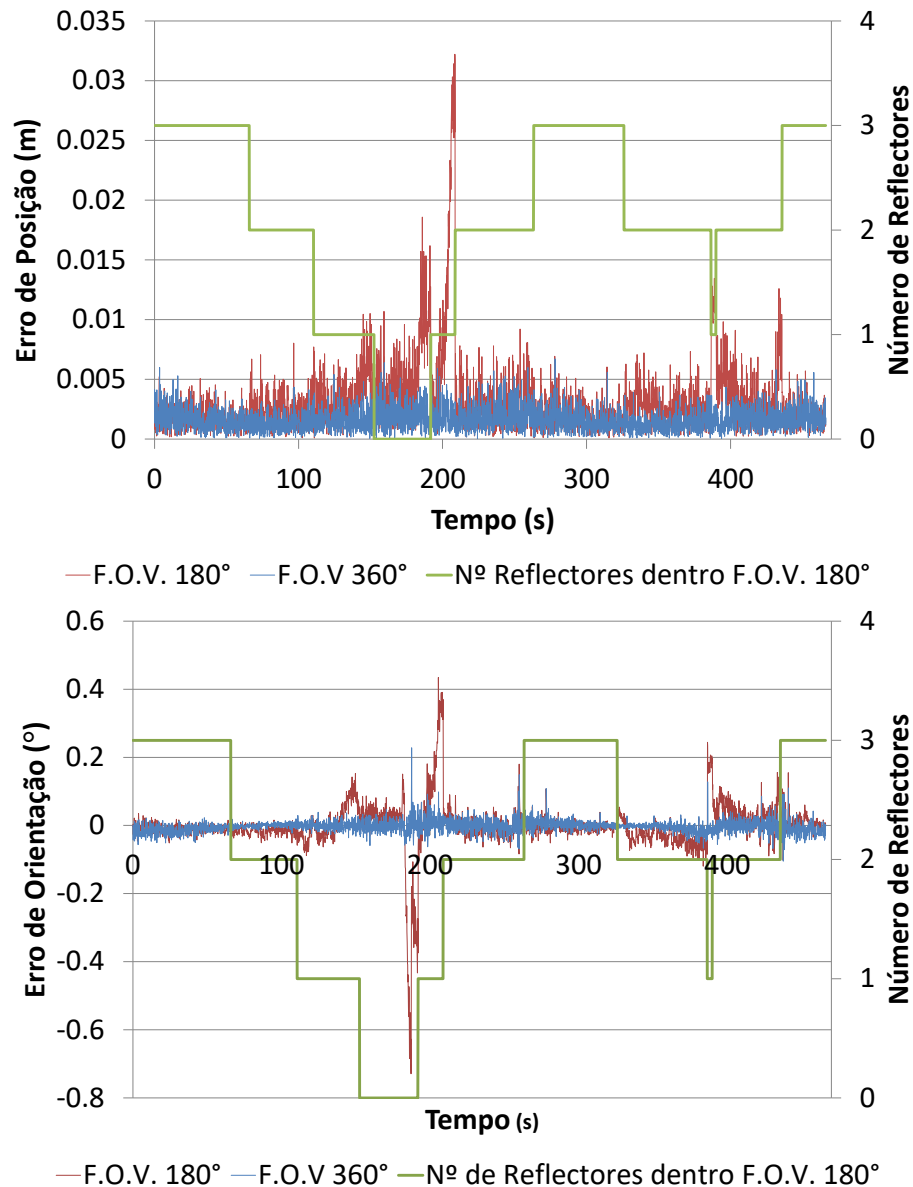 0.035
0.03
0.025
0.02
0.015
0.01
0.005
0
Erro de Posição (m)
4
3
2
1
0
Número de Reflectores
0 100 200 300 400
Tempo (s)
F.O.V. 180° F.O.V 360° Nº Reflectores dentro F.O.V. 180°
0.6
0.4
0.2
0
-0.2
-0.4
-0.6
-0.8
Erro de Orientação (°)
4
3
2
1
0
Número de Reflectores
0 100 200 300 400
Tempo (s)
F.O.V. 180° F.O.V 360° Nº de Reflectores dentro F.O.V. 180°